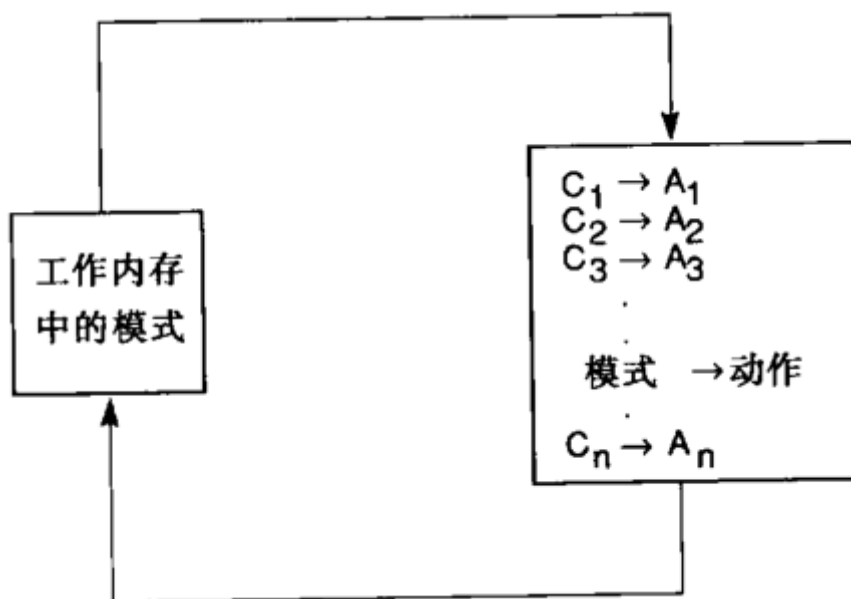 工作内存
中的模式
C₁ → A₁
C₂ → A₂
C₃ → A₃
.
.
模式 → 动作
.
Cₙ → Aₙ